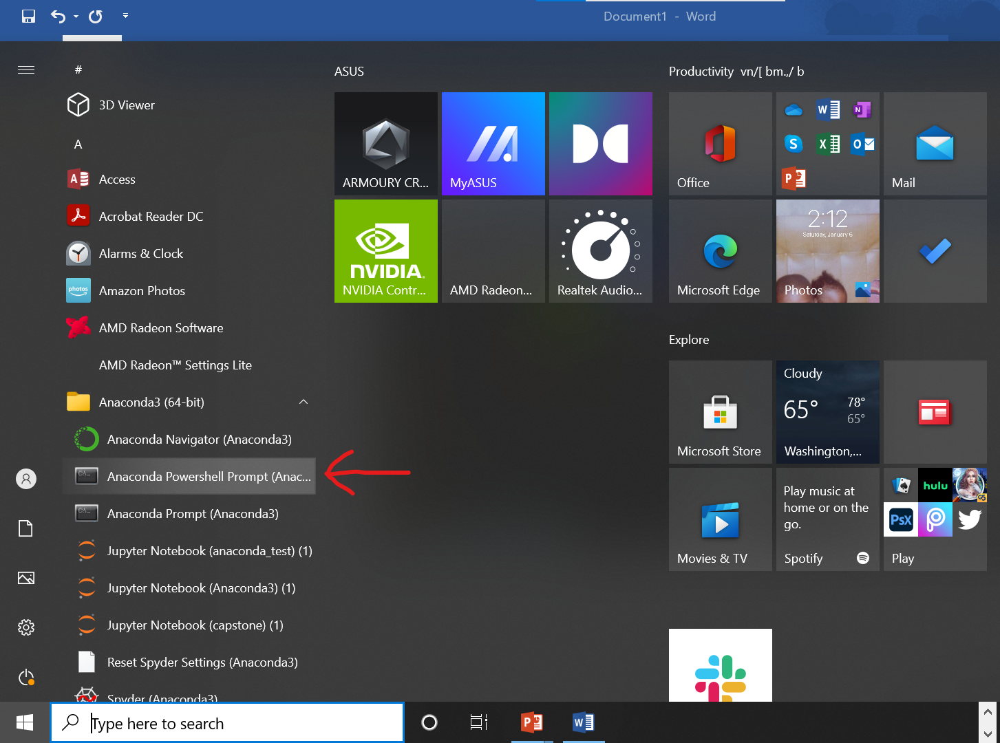 Document1 - Word
#
3D Viewer
A
Access
Acrobat Reader DC
Alarms & Clock
photos
Amazon Photos
AMD Radeon Software
AMD Radeon™ Settings Lite
Anaconda3 (64-bit)
Anaconda Navigator (Anaconda3)
Anaconda Powershell Prompt (Anac...
Anaconda Prompt (Anaconda3)
Jupyter Notebook (anaconda_test) (1)
Jupyter Notebook (Anaconda3) (1)
Jupyter Notebook (capstone) (1)
Reset Spyder Settings (Anaconda3)
Spyder (Anaconda3)
ASUS
ARMOURY CR...
MyASUS
NVIDIA.
NVIDIA Contr...
AMD Radeon...
Realtek Audio...
Productivity vn/[ bm.,/ b
Office
W
N
S
X
O
P
Mail
Microsoft Edge
2:12
Saturday, January 6
Photos
Explore
Microsoft Store
Cloudy
65° 78°
65°
Washington,...
Movies & TV
Play music at
home or on the
go.
Spotify
hulu
PsX
Play
Type here to search
P
W